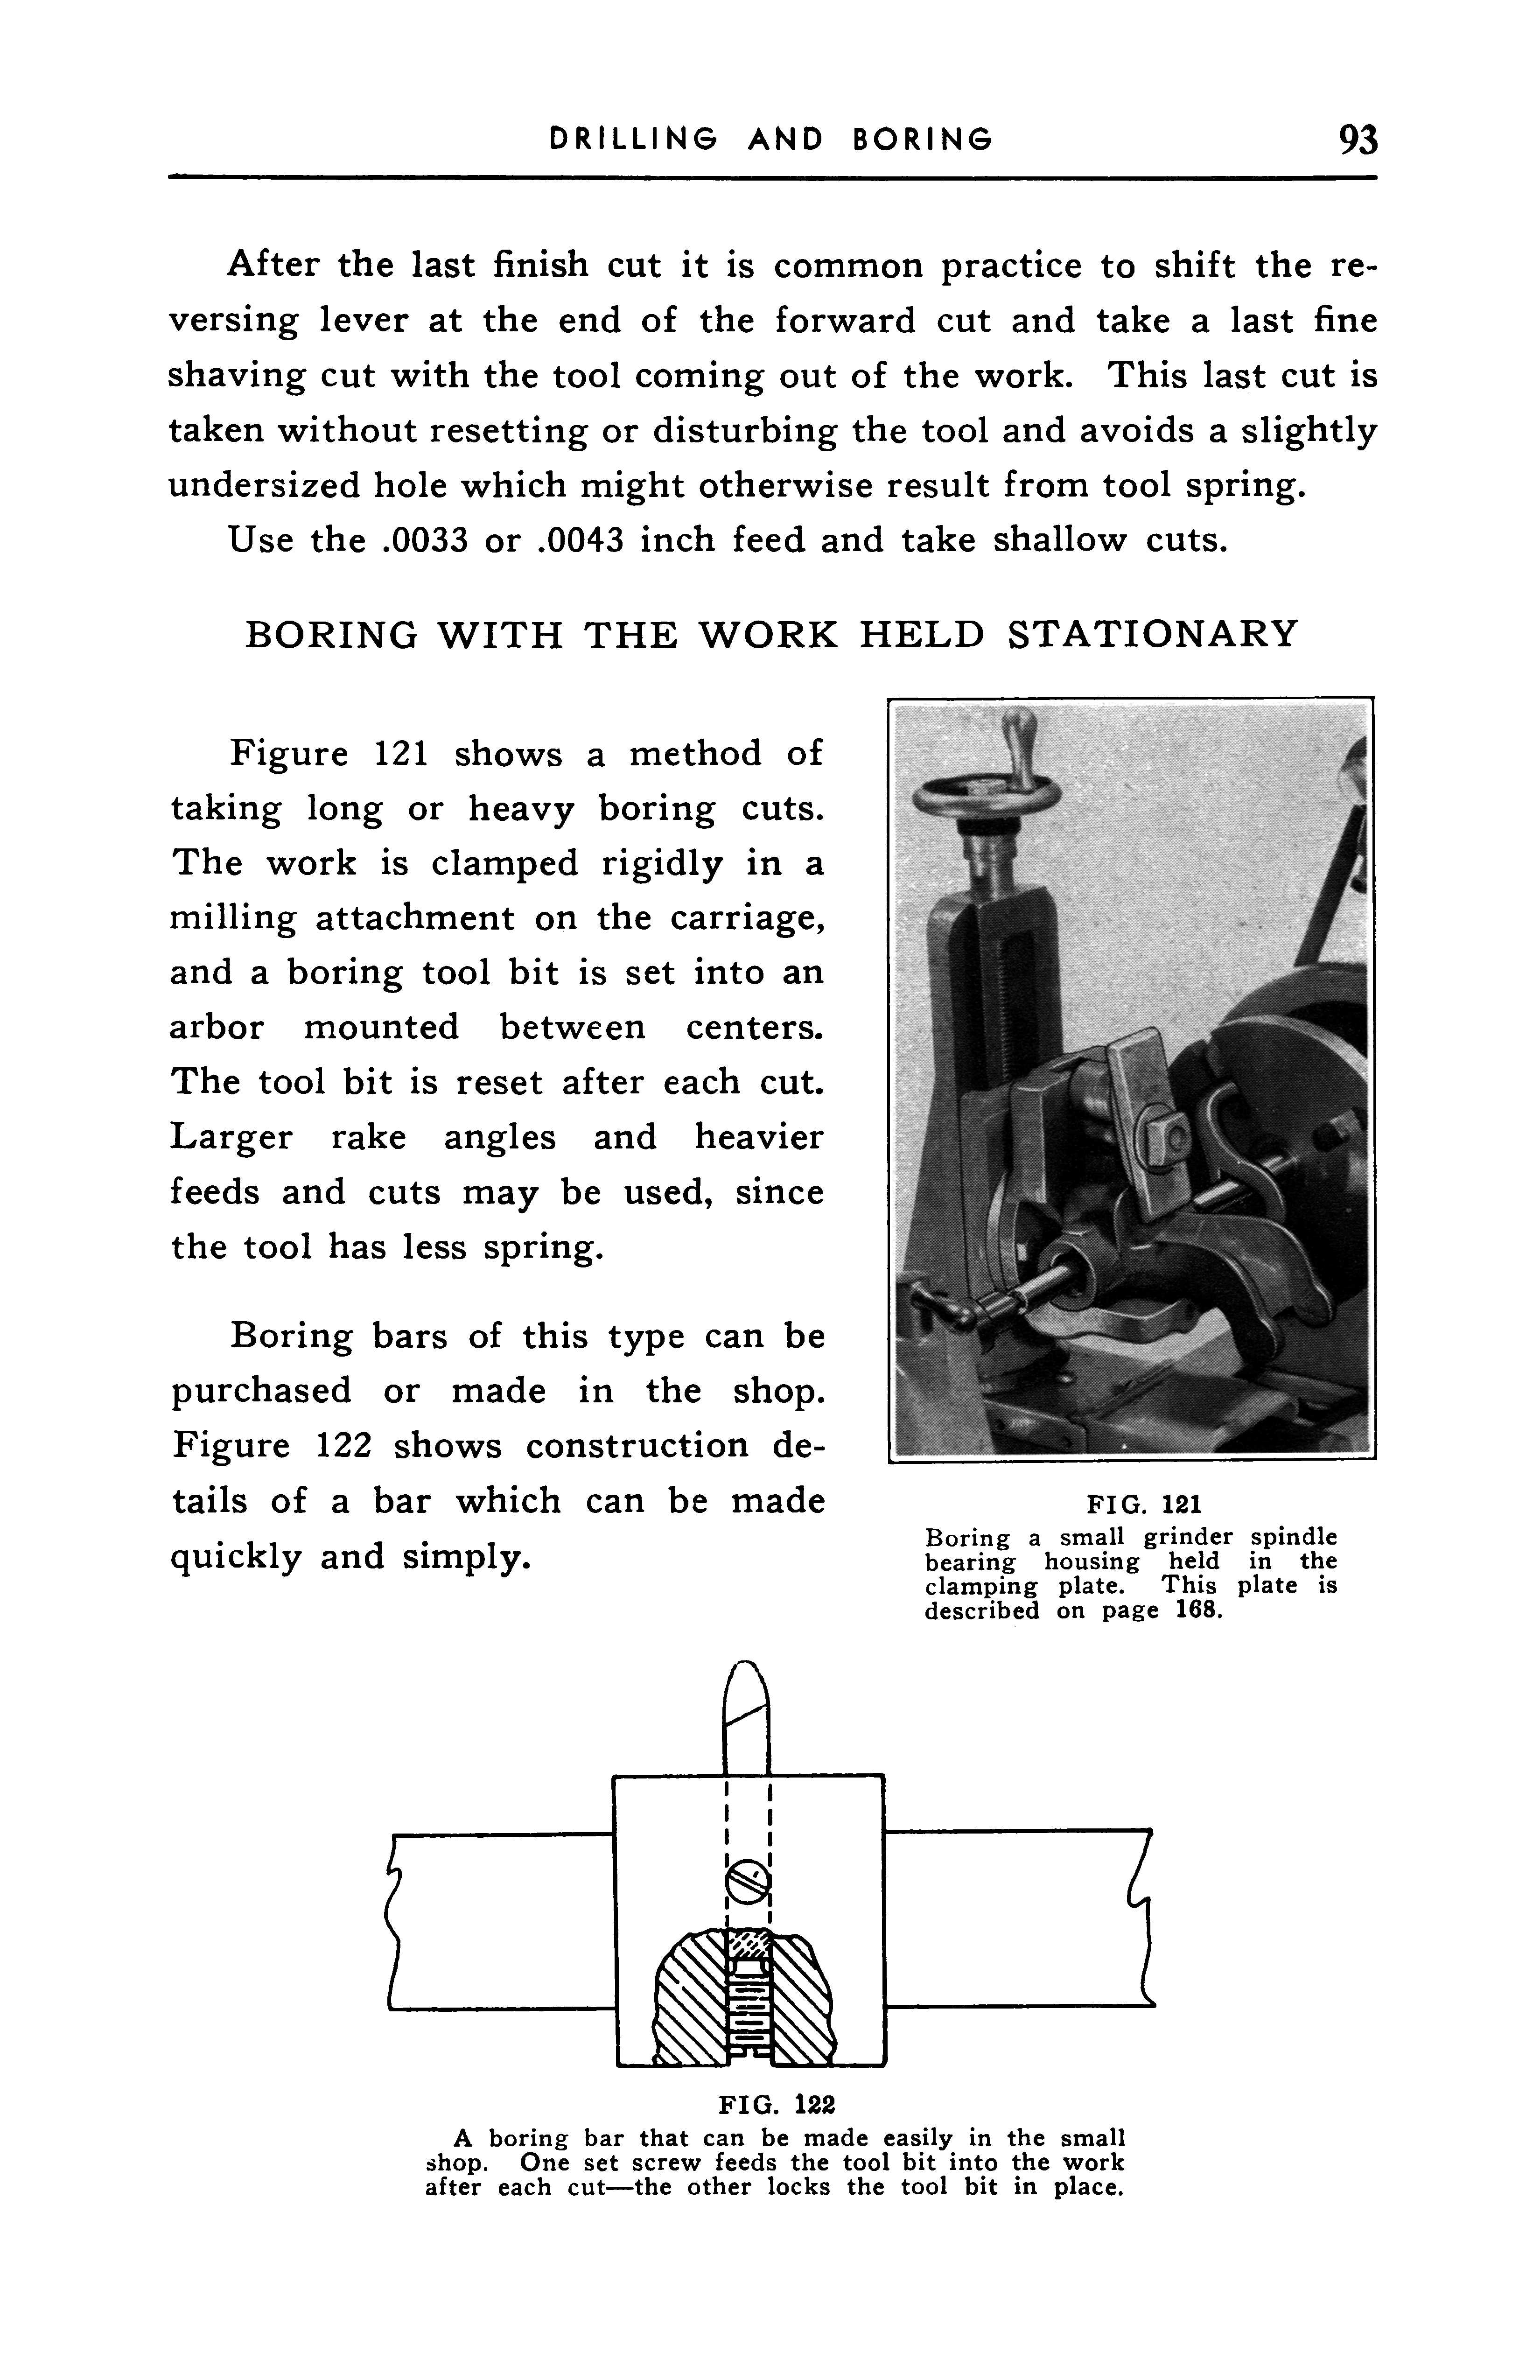 DRILLING AND BORING 93
After the last finish cut it is common practice to shift the re-
versing lever at the end of the forward cut and take a last fine
shaving cut with the tool coming out of the work. This last cut is
taken without resetting or disturbing the tool and avoids a slightly
undersized hole which might otherwise result from tool spring.
Use the .0033 or .0043 inch feed and take shallow cuts.
BORING WITH THE WORK HELD STATIONARY
Figure 121 shows a method of
taking long or heavy boring cuts.
The work is clamped rigidly in a
milling attachment on the carriage,
and a boring tool bit is set into an
arbor mounted between centers.
The tool bit is reset after each cut.
Larger rake angles and heavier
feeds and cuts may be used, since
the tool has less spring.
Boring bars of this type can be
purchased or made in the shop.
Figure 122 shows construction de-
tails of a bar which can be made
quickly and simply.
FIG. 121
Boring a small grinder spindle
bearing housing held in the
clamping plate. This plate is
described on page 168.
FIG. 122
A boring bar that can be made easily in the small
shop. One set screw feeds the tool bit into the work
after each cut—the other locks the tool bit in place.